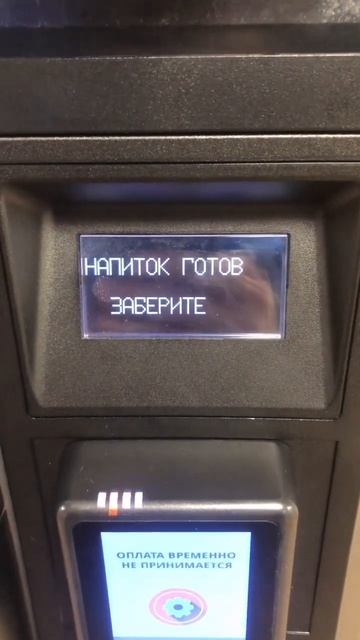 НАПИТОК ГОТОВ
ЗАБЕРИТЕ
ОПЛАТА ВРЕМЕННО
НЕ ПРИНИМАЕТСЯ